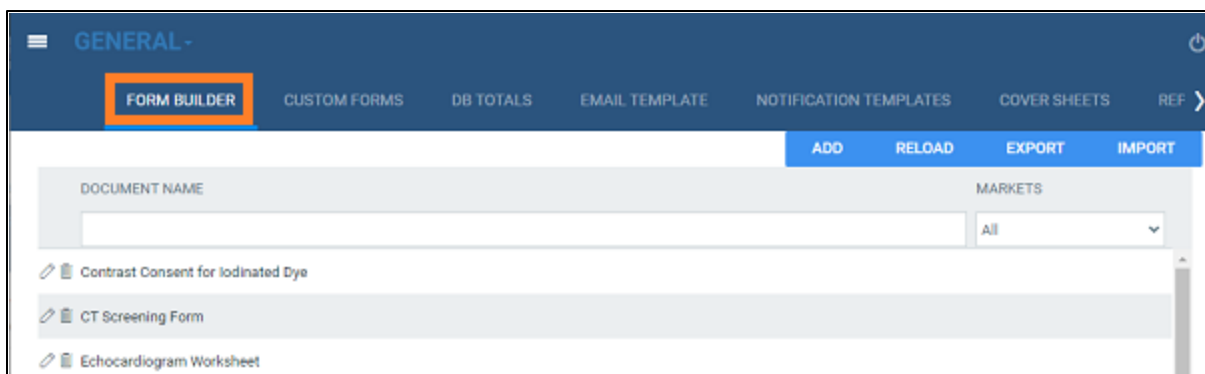 GENERAL
FORM BUILDER CUSTOM FORMS DB TOTALS EMAIL TEMPLATE NOTIFICATION TEMPLATES COVER SHEETS REF
ADD RELOAD EXPORT IMPORT
DOCUMENT NAME MARKETS
All
Contrast Consent for Iodinated Dye
CT Screening Form
Echocardiogram Worksheet